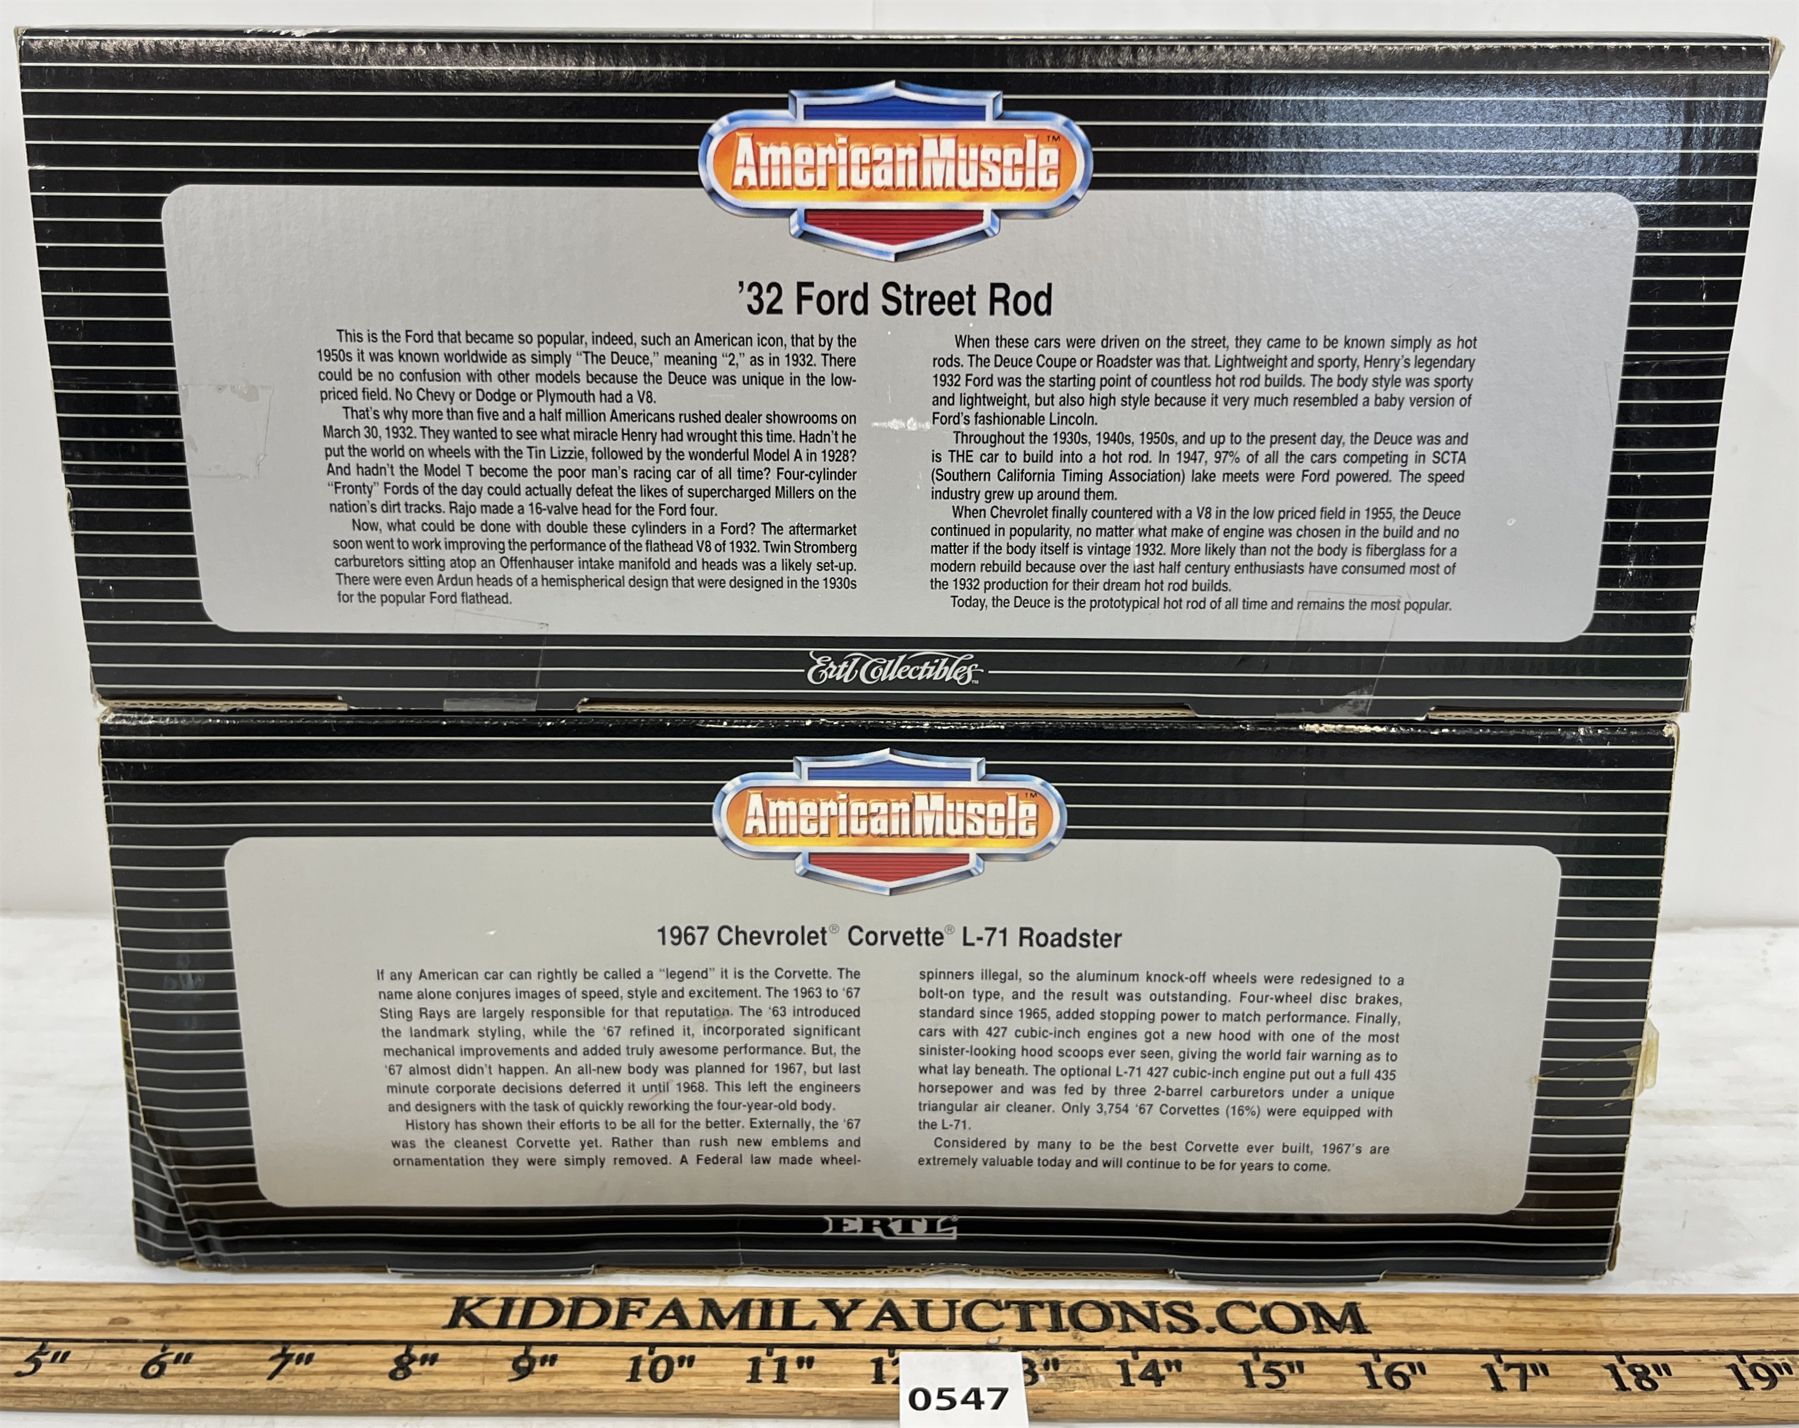 American Muscle™
'32 Ford Street Rod
This is the Ford that became so popular, indeed, such an American icon, that by the
1950s it was known worldwide as simply "The Deuce," meaning "2," as in 1932. There
could be no confusion with other models because the Deuce was unique in the low-
priced field. No Chevy or Dodge or Plymouth had a V8.
That's why more than five and a half million Americans rushed dealer showrooms on
March 30, 1932. They wanted to see what miracle Henry had wrought this time. Hadn't he
put the world on wheels with the Tin Lizzie, followed by the wonderful Model A in 1928?
And hadn't the Model T become the poor man's racing car of all time? Four-cylinder
"Fronty" Fords of the day could actually defeat the likes of supercharged Millers on the
nation's dirt tracks. Rajo made a 16-valve head for the Ford four.
Now, what could be done with double these cylinders in a Ford? The aftermarket
soon went to work improving the performance of the flathead V8 of 1932. Twin Stromberg
carburetors sitting atop an Offenhauser intake manifold and heads was a likely set-up.
There were even Ardun heads of a hemispherical design that were designed in the 1930s
for the popular Ford flathead.
When these cars were driven on the street, they came to be known simply as hot
rods. The Deuce Coupe or Roadster was that. Lightweight and sporty, Henry's legendary
1932 Ford was the starting point of countless hot rod builds. The body style was sporty
and lightweight, but also high style because it very much resembled a baby version of
Ford's fashionable Lincoln.
Throughout the 1930s, 1940s, 1950s, and up to the present day, the Deuce was and
is THE car to build into a hot rod. In 1947, 97% of all the cars competing in SCTA
(Southern California Timing Association) lake meets were Ford powered. The speed
industry grew up around them.
When Chevrolet finally countered with a V8 in the low priced field in 1955, the Deuce
continued in popularity, no matter what make of engine was chosen in the build and no
matter if the body itself is vintage 1932. More likely than not the body is fiberglass for a
modern rebuild because over the last half century enthusiasts have consumed most of
the 1932 production for their dream hot rod builds.
Today, the Deuce is the prototypical hot rod of all time and remains the most popular.
Ertl Collectibles™
American Muscle™
1967 Chevrolet® Corvette® L-71 Roadster
If any American car can rightly be called a "legend" it is the Corvette. The
name alone conjures images of speed, style and excitement. The 1963 to '67
Sting Rays are largely responsible for that reputation. The '63 introduced
the landmark styling, while the '67 refined it, incorporated significant
mechanical improvements and added truly awesome performance. But, the
'67 almost didn't happen. An all-new body was planned for 1967, but last
minute corporate decisions deferred it until 1968. This left the engineers
and designers with the task of quickly reworking the four-year-old body.
History has shown their efforts to be all for the better. Externally, the '67
was the cleanest Corvette yet. Rather than rush new emblems and
ornamentation they were simply removed. A Federal law made wheel-
spinners illegal, so the aluminum knock-off wheels were redesigned to a
bolt-on type, and the result was outstanding. Four-wheel disc brakes,
standard since 1965, added stopping power to match performance. Finally,
cars with 427 cubic-inch engines got a new hood with one of the most
sinister-looking hood scoops ever seen, giving the world fair warning as to
what lay beneath. The optional L-71 427 cubic-inch engine put out a full 435
horsepower and was fed by three 2-barrel carburetors under a unique
triangular air cleaner. Only 3,754 '67 Corvettes (16%) were equipped with
the L-71.
Considered by many to be the best Corvette ever built, 1967's are
extremely valuable today and will continue to be for years to come.
ERTL®
KIDDFAMILYAUCTIONS.COM
5" 6" 7" 8" 9" 10" 11" 14" 15" 16" 17" 18" 19"
0547